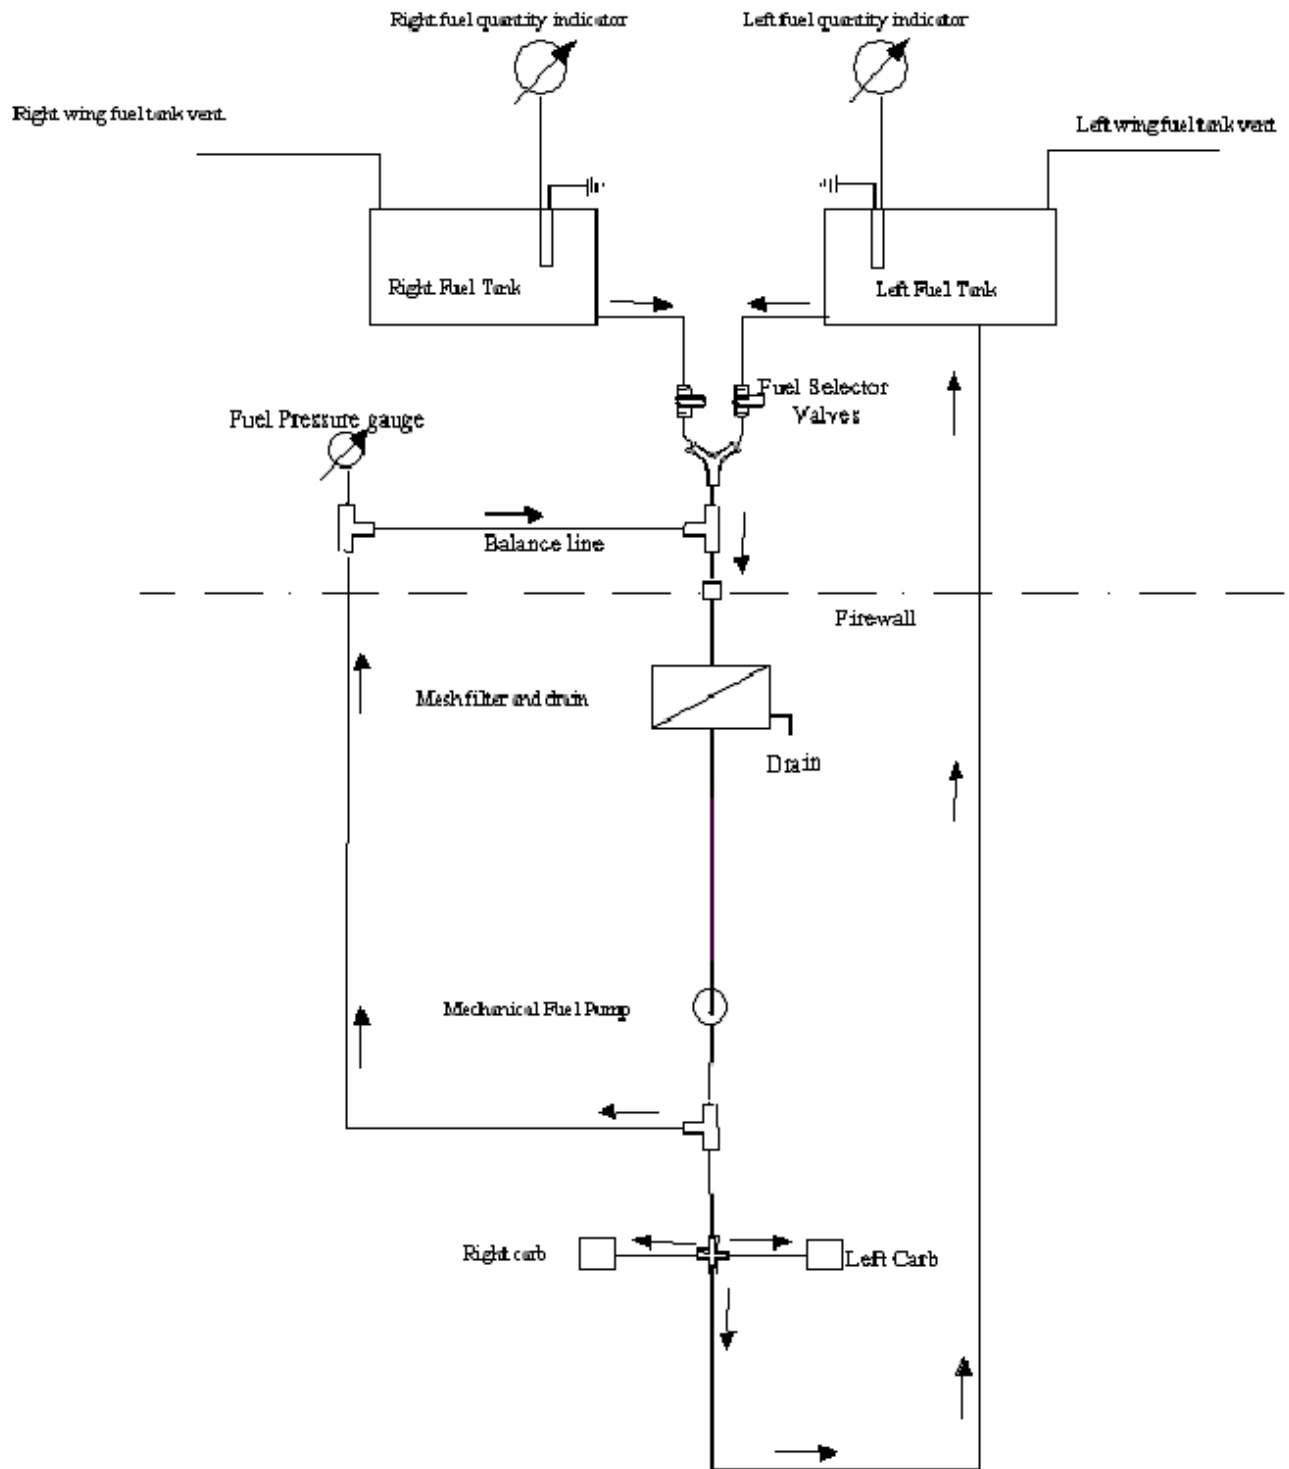 Right fuel quantity indicator
Left fuel quantity indicator
Right wing fuel tank vent.
Left wing fuel tank vent
Right Fuel Tank
Left Fuel Tank
Fuel Selector
Valves
Fuel Pressure gauge
Balance line
Firewall
Mesh filter and drain
Drain
Mechanical Fuel Pump
Right carb
Left Carb